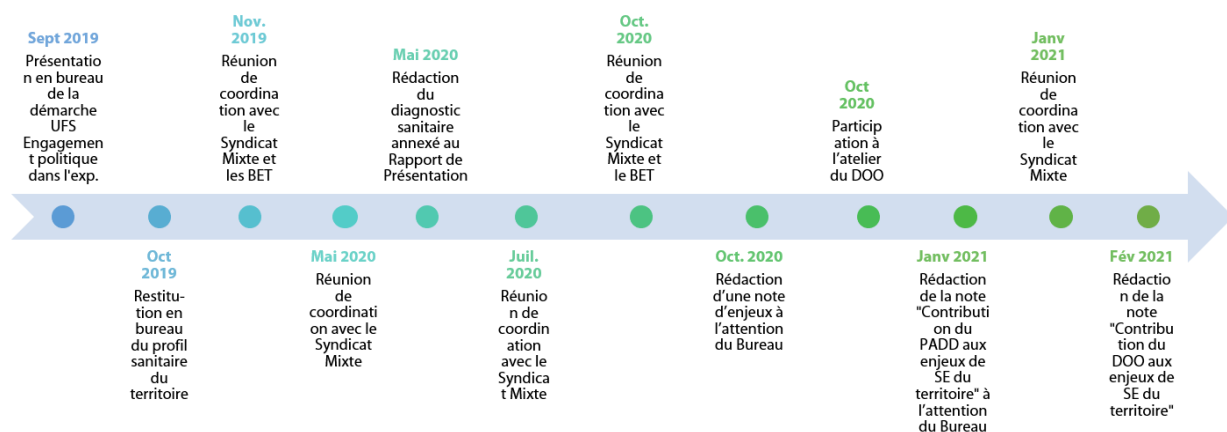 Sept 2019
Présentatio
n en bureau
de la
démarche
UFS
Engagemen
t politique
dans l'exp.
Oct
2019
Restitu-
tion en
bureau
du profil
sanitaire
du
territoire
Nov.
2019
Réunion
de
coordina
tion avec
le
Syndicat
Mixte et
les BET
Mai 2020
Réunion
de
coordinati
on avec le
Syndicat
Mixte
Mai 2020
Rédaction
du
diagnostic
sanitaire
annexé au
Rapport de
Présentation
Juil.
2020
Réunio
n de
coordin
ation
avec le
Syndica
t Mixte
Oct.
2020
Réunion
de
coordina
tion avec
le
Syndicat
Mixte et
le BET
Oct. 2020
Rédaction
d'une note
d'enjeux à
l’attention
du Bureau
Oct
2020
Particip
ation à
l’atelier
du DOO
Janv 2021
Rédaction
de la note
"Contributi
on du
PADD aux
enjeux de
SE du
territoire" à
l’attention
du Bureau
Janv
2021
Réunion
de
coordina
tion avec
le
Syndicat
Mixte
Fév 2021
Rédactio
n de la
note
"Contribu
tion du
DOO aux
enjeux de
SE du
territoire"